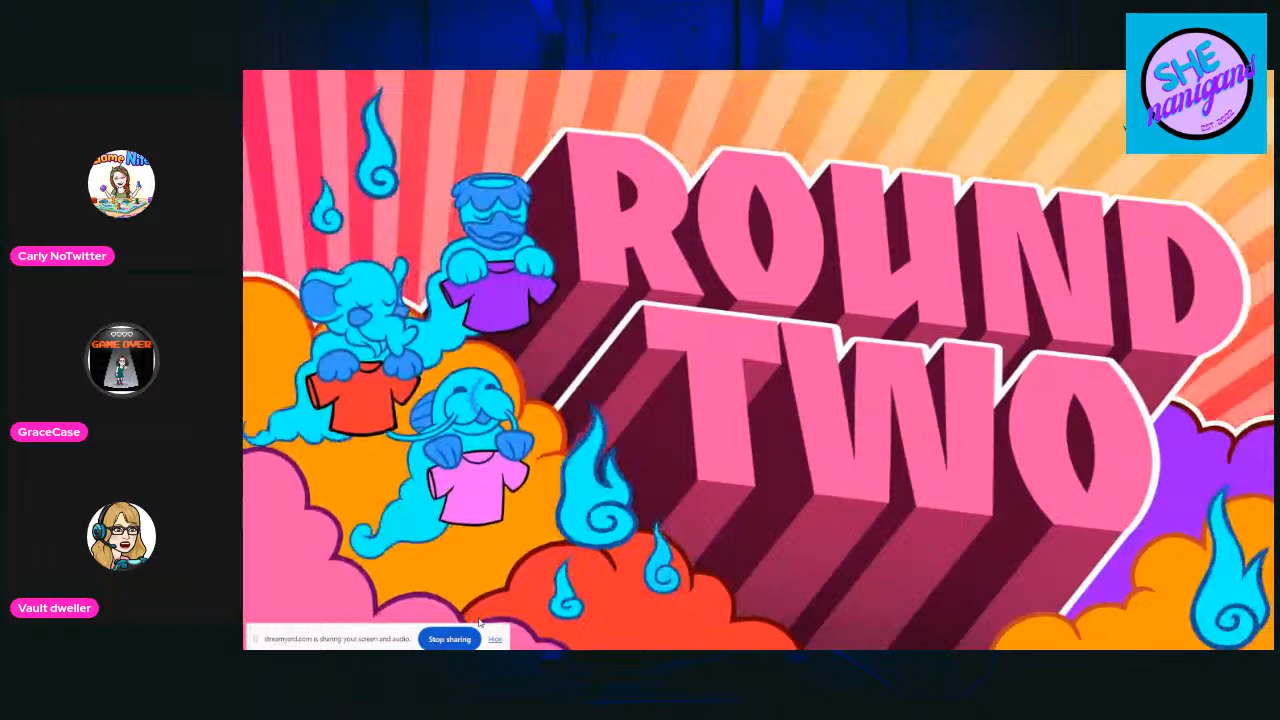 SHE
nanigans
EST. 2022
Game Nite
Carly NoTwitter
GAME OVER
GraceCase
Vault dweller
ROUND
TWO
streamyard.com is sharing your screen and audio.
Stop sharing
Hide